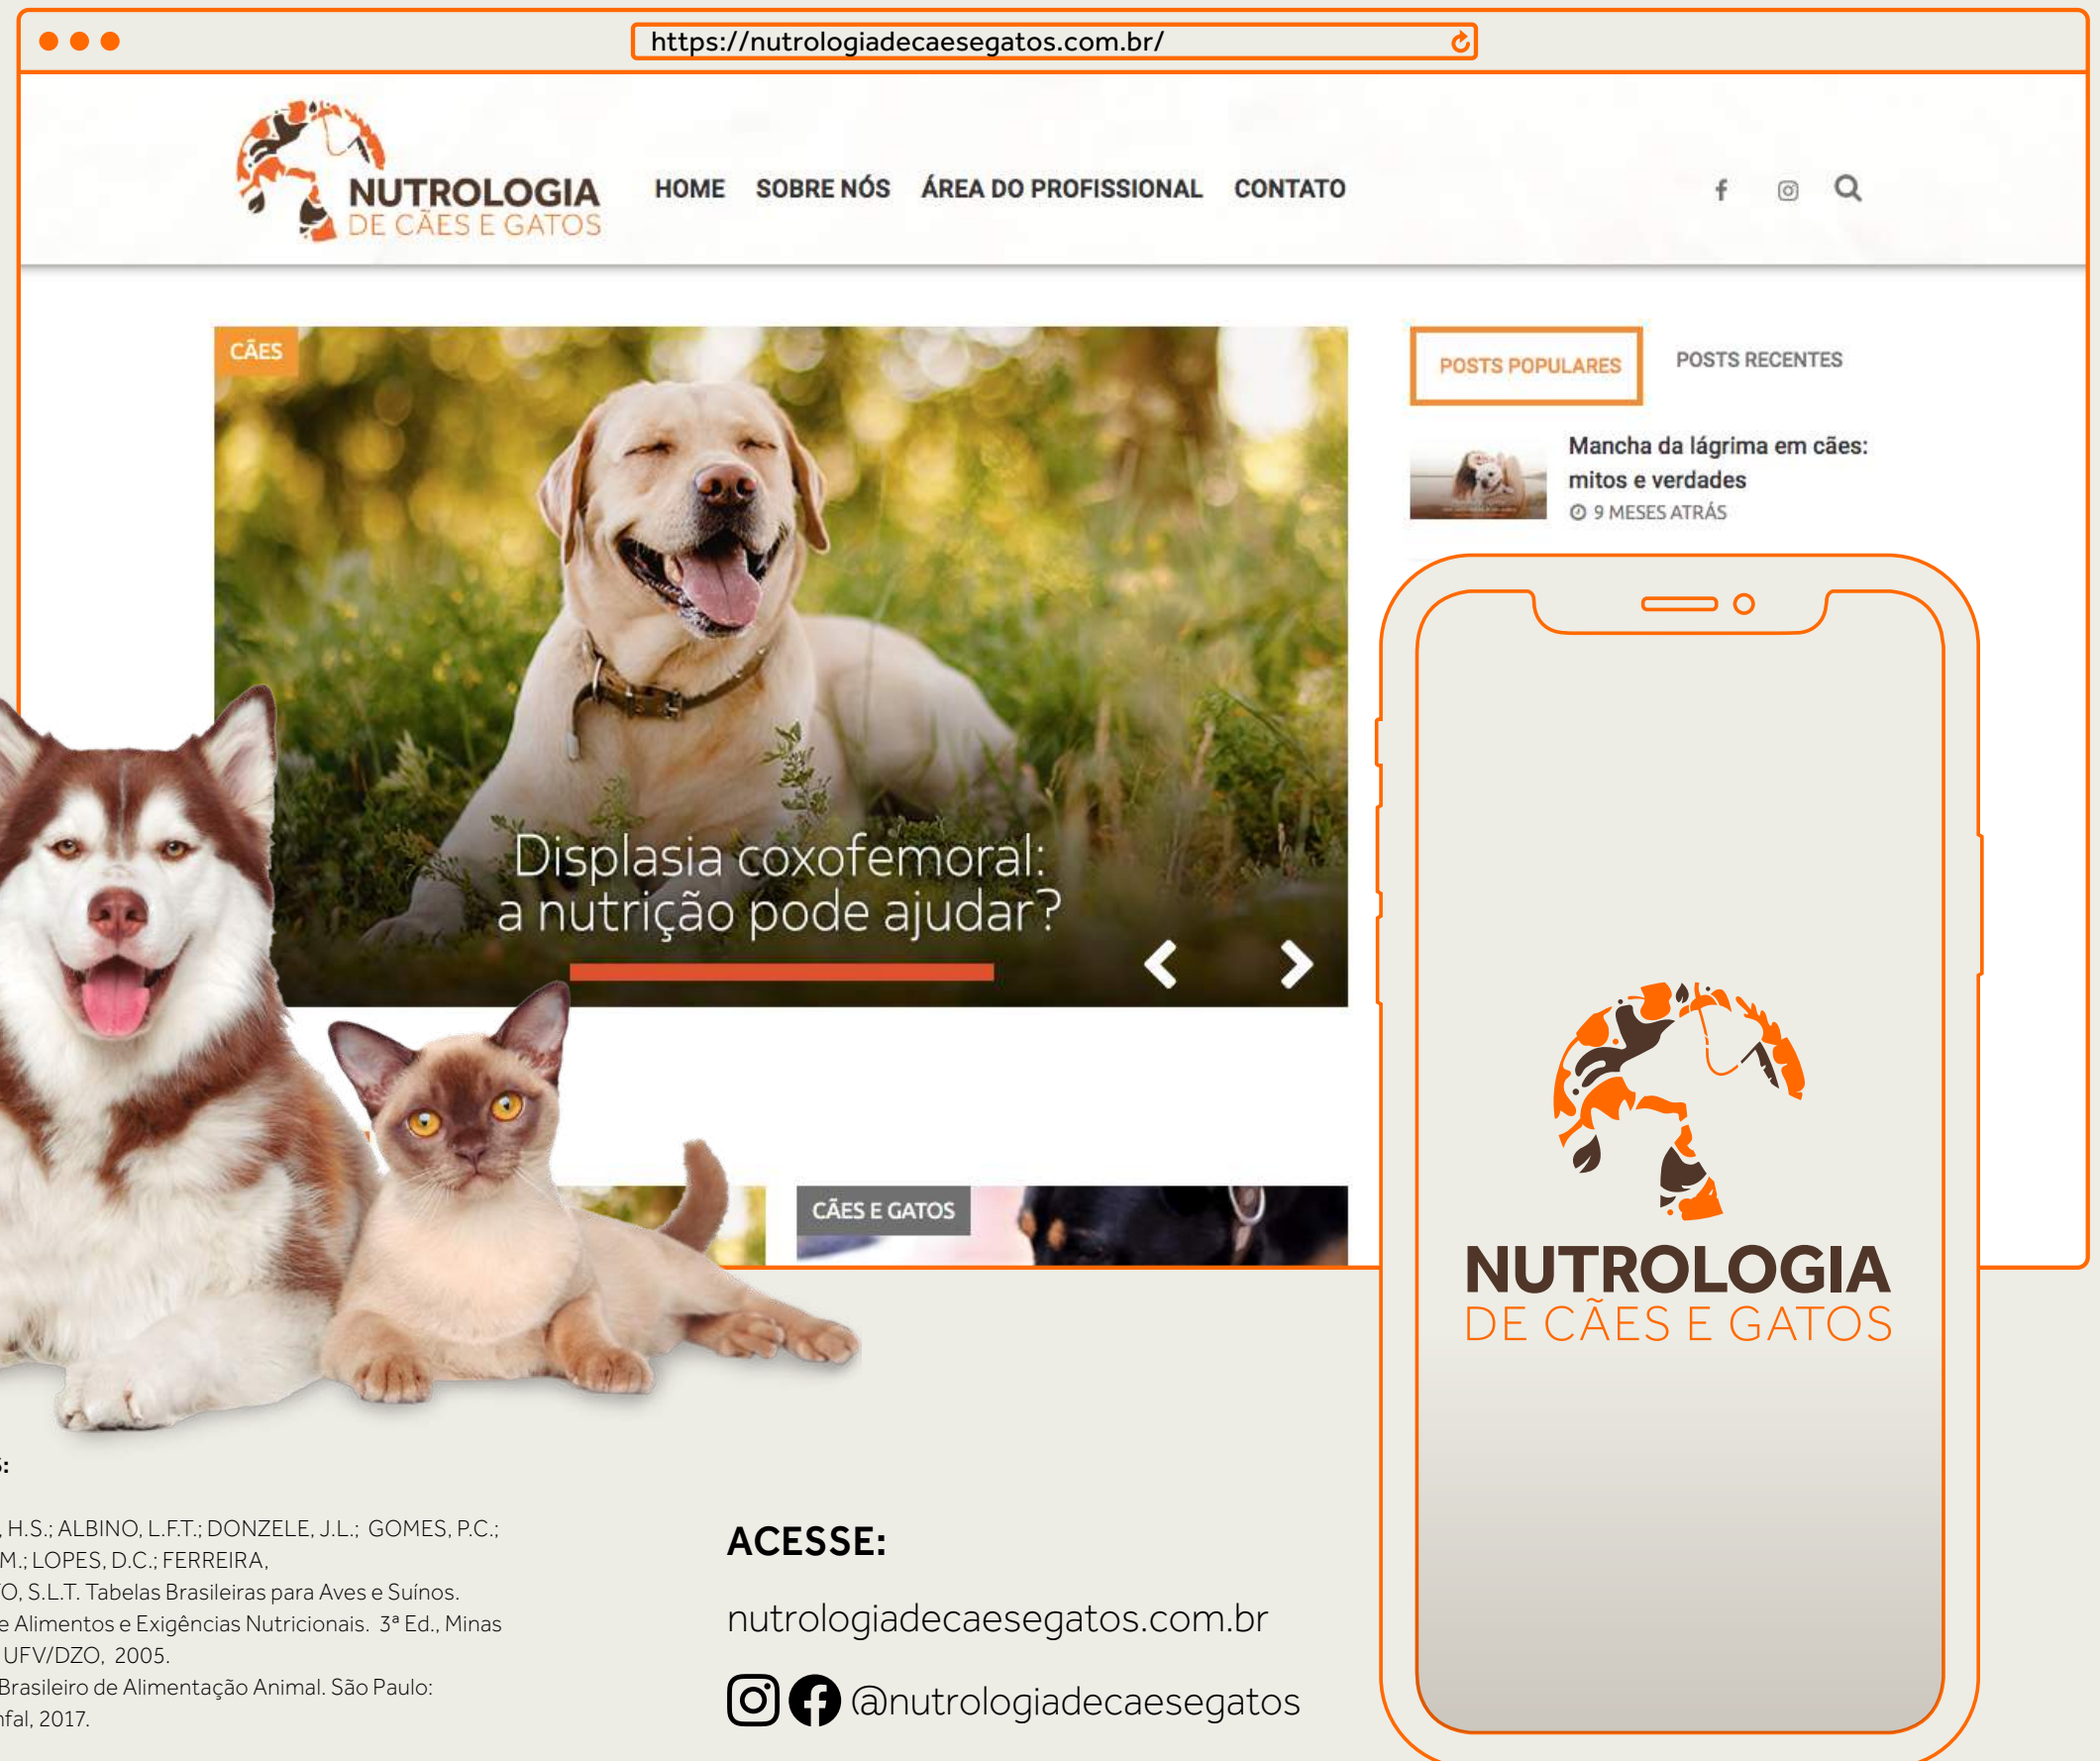 https://nutrologiadecaesegatos.com.br/
NUTROLOGIA
DE CÃES E GATOS
HOME SOBRE NÓS ÁREA DO PROFISSIONAL CONTATO
CÃES
Displasia coxofemoral:
a nutrição pode ajudar?
POSTS POPULARES POSTS RECENTES
Mancha da lágrima em cães:
mitos e verdades
9 MESES ATRÁS
CÃES E GATOS
NUTROLOGIA
DE CÃES E GATOS
, H.S.; ALBINO, L.F.T.; DONZELE, J.L.; GOMES, P.C.;
M.; LOPES, D.C.; FERREIRA,
O, S.L.T. Tabelas Brasileiras para Aves e Suínos.
e Alimentos e Exigências Nutricionais. 3ª Ed., Minas
UFV/DZO, 2005.
Brasileiro de Alimentação Animal. São Paulo:
, 2017.
ACESSE:
nutrologiadecaesegatos.com.br
@nutrologiadecaesegatos